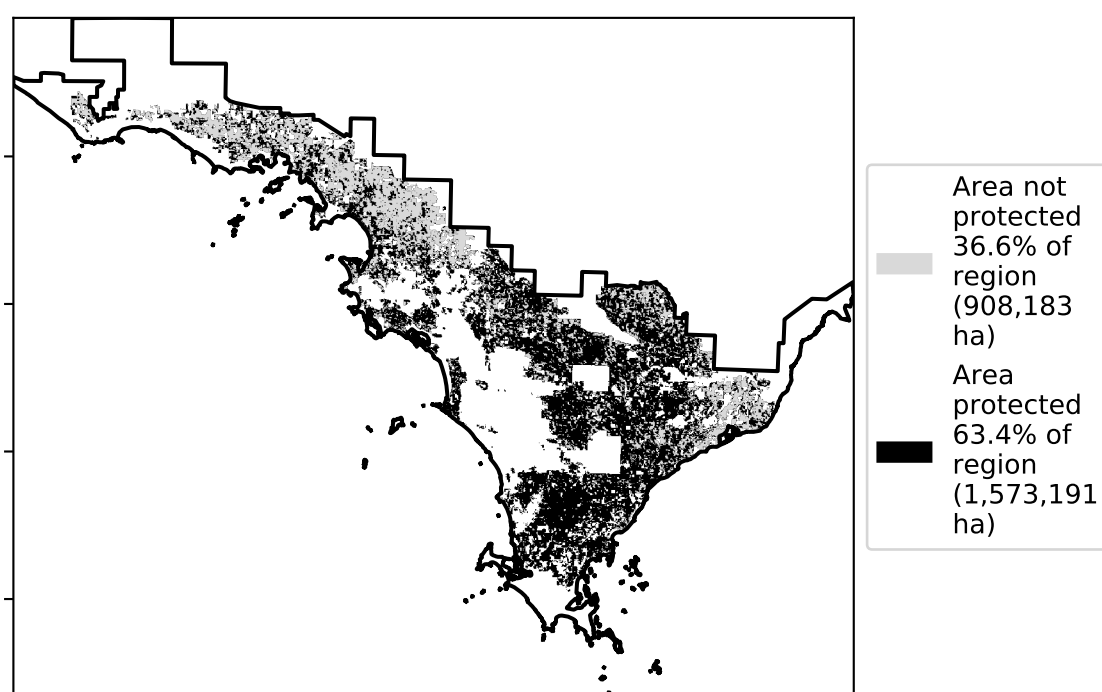 Area not
protected
36.6% of
region
(908,183
ha)
Area
protected
63.4% of
region
(1,573,191
ha)